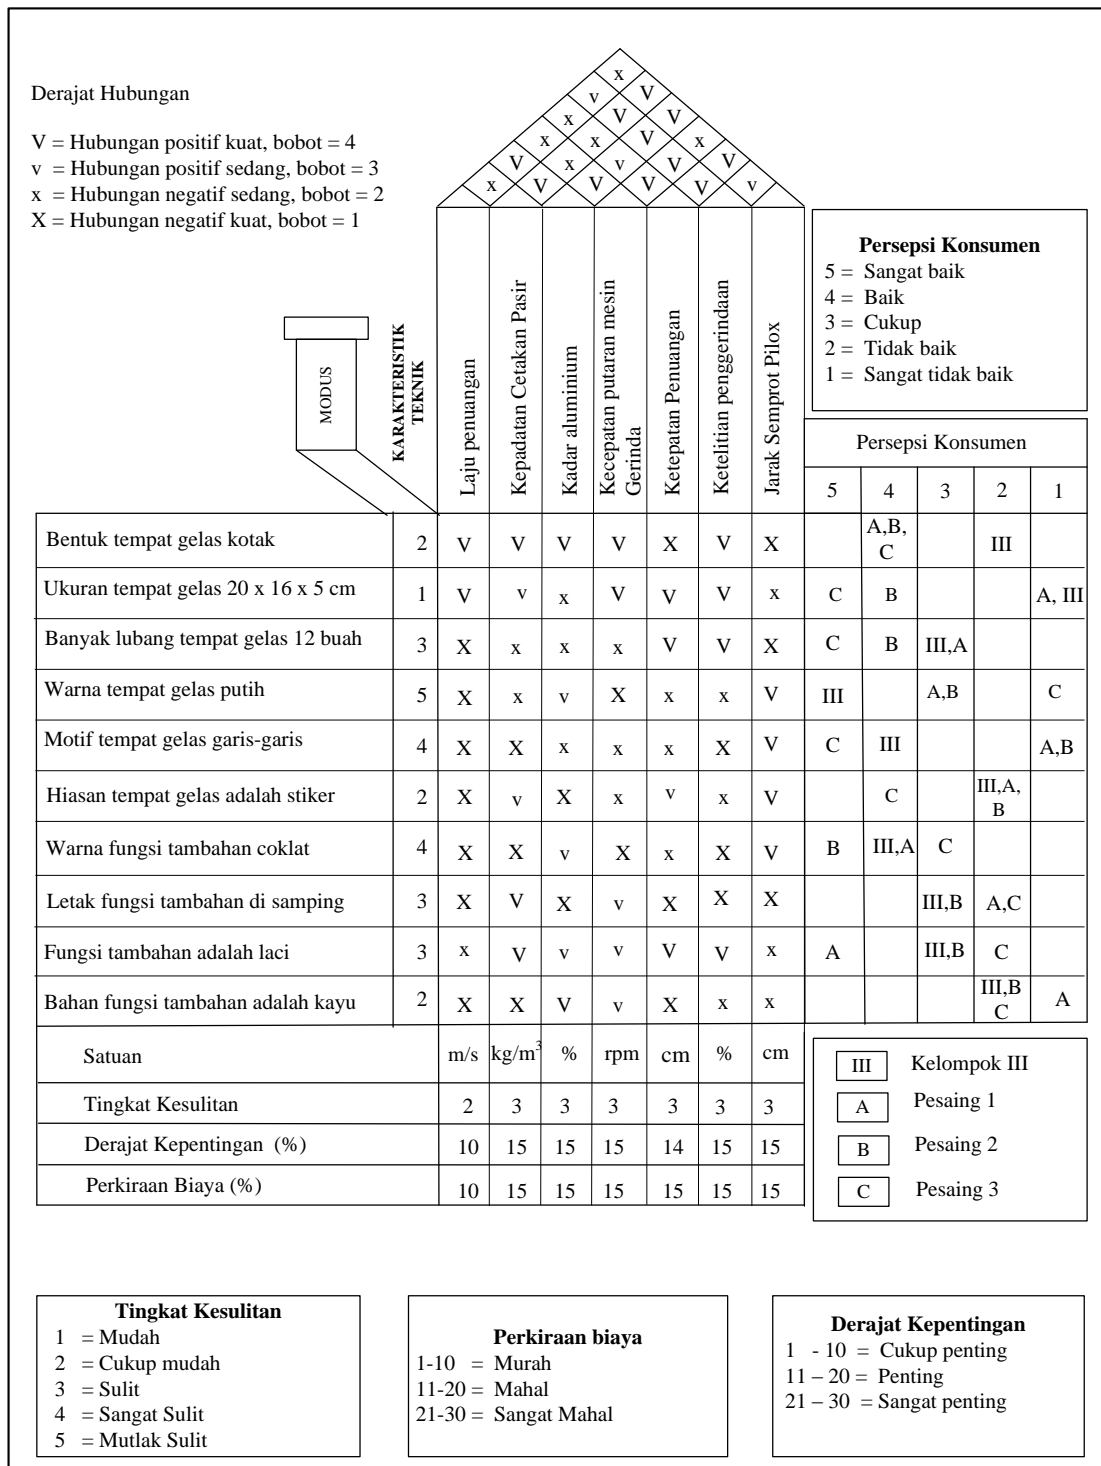 Derajat Hubungan
V = Hubungan positif kuat, bobot = 4
v = Hubungan positif sedang, bobot = 3
x = Hubungan negatif sedang, bobot = 2
X = Hubungan negatif kuat, bobot = 1
x
v V
x V V
x x V x
V x v V V
x V V V V v
MODUS
KARAKTERISTIK
TEKNIK
Laju penuangan
Kepadatan Cetakan Pasir
Kadar aluminium
Kecepatan putaran mesin
Gerinda
Ketepatan Penuangan
Ketelitian penggerindaan
Jarak Semprot Pilox
Persepsi Konsumen
5 = Sangat baik
4 = Baik
3 = Cukup
2 = Tidak baik
1 = Sangat tidak baik
Persepsi Konsumen
5 4 3 2 1
Bentuk tempat gelas kotak 2 V V V V X V X A,B, C III
Ukuran tempat gelas 20 x 16 x 5 cm 1 V v x V V V x C B A, III
Banyak lubang tempat gelas 12 buah 3 X x x x V V X C B III,A
Warna tempat gelas putih 5 X x v X x x V III A,B C
Motif tempat gelas garis-garis 4 X X x x x X V C III A,B
Hiasan tempat gelas adalah stiker 2 X v X x v x V C III,A, B
Warna fungsi tambahan coklat 4 X X v X x X V B III,A C
Letak fungsi tambahan di samping 3 X V X v X X X III,B A,C
Fungsi tambahan adalah laci 3 x V v v V V x A III,B C
Bahan fungsi tambahan adalah kayu 2 X X V v X x x III,B C A
Satuan m/s kg/m³ % rpm cm % cm
Tingkat Kesulitan 2 3 3 3 3 3 3
Derajat Kepentingan (%) 10 15 15 15 14 15 15
Perkiraan Biaya (%) 10 15 15 15 15 15 15
III Kelompok III
A Pesaing 1
B Pesaing 2
C Pesaing 3
Tingkat Kesulitan
1 = Mudah
2 = Cukup mudah
3 = Sulit
4 = Sangat Sulit
5 = Mutlak Sulit
Perkiraan biaya
1-10 = Murah
11-20 = Mahal
21-30 = Sangat Mahal
Derajat Kepentingan
1 - 10 = Cukup penting
11 – 20 = Penting
21 – 30 = Sangat penting